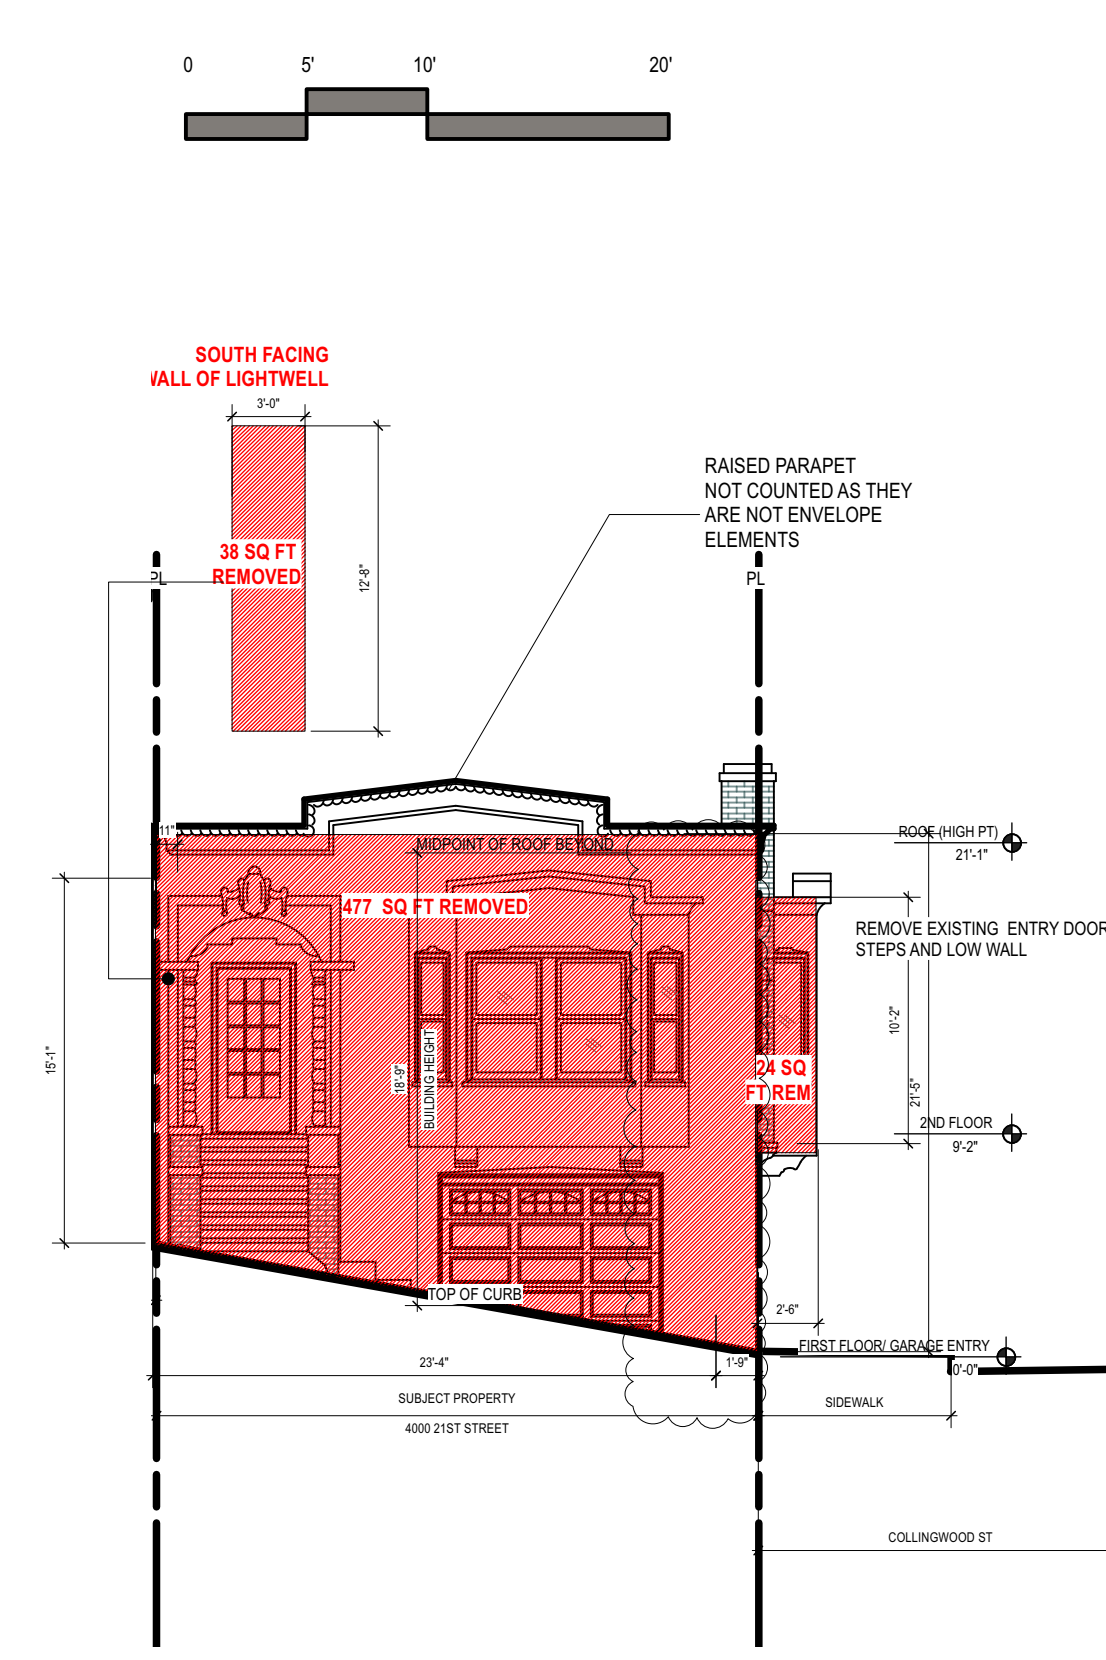 0 5' 10' 20'
SOUTH FACING
WALL OF LIGHTWELL
3'-0"
RAISED PARAPET
NOT COUNTED AS THEY
ARE NOT ENVELOPE
ELEMENTS
38 SQ FT
REMOVED
12'-8"
PL
PL
11"
ROOF (HIGH PT)
21'-1"
MIDPOINT OF ROOF BEYOND
477 SQ FT REMOVED
REMOVE EXISTING ENTRY DOOR
STEPS AND LOW WALL
15'-1"
18'-9"
BUILDING HEIGHT
10'-2"
21'-5"
24 SQ
FT REM
2ND FLOOR
9'-2"
TOP OF CURB
2'-6"
FIRST FLOOR/ GARAGE ENTRY
0'-0"
23'-4"
1'-9"
SUBJECT PROPERTY
SIDEWALK
4000 21ST STREET
COLLINGWOOD ST